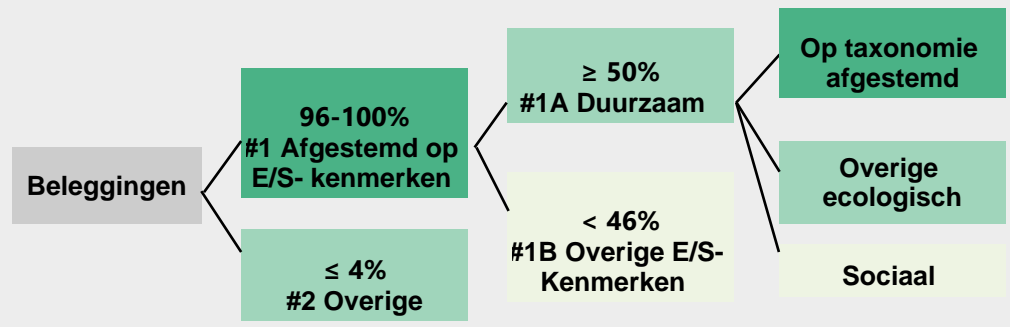 Beleggingen
96-100%
#1 Afgestemd op
E/S- kenmerken
≤ 4%
#2 Overige
≥ 50%
#1A Duurzaam
< 46%
#1B Overige E/S-
Kenmerken
Op taxonomie
afgestemd
Overige
ecologisch
Sociaal